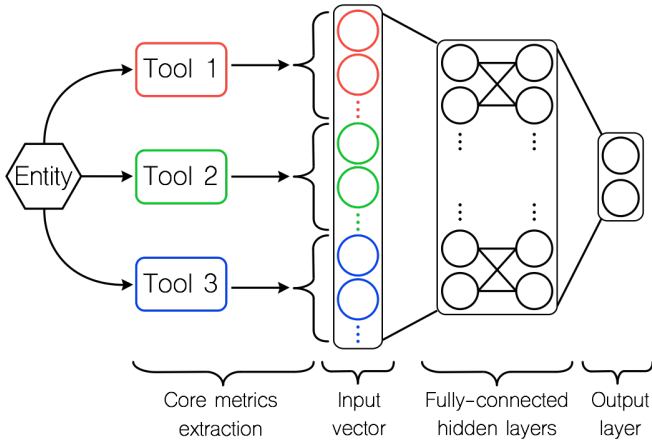 Entity
Tool 1
Tool 2
Tool 3
Core metrics
extraction
Input
vector
Fully-connected
hidden layers
Output
layer